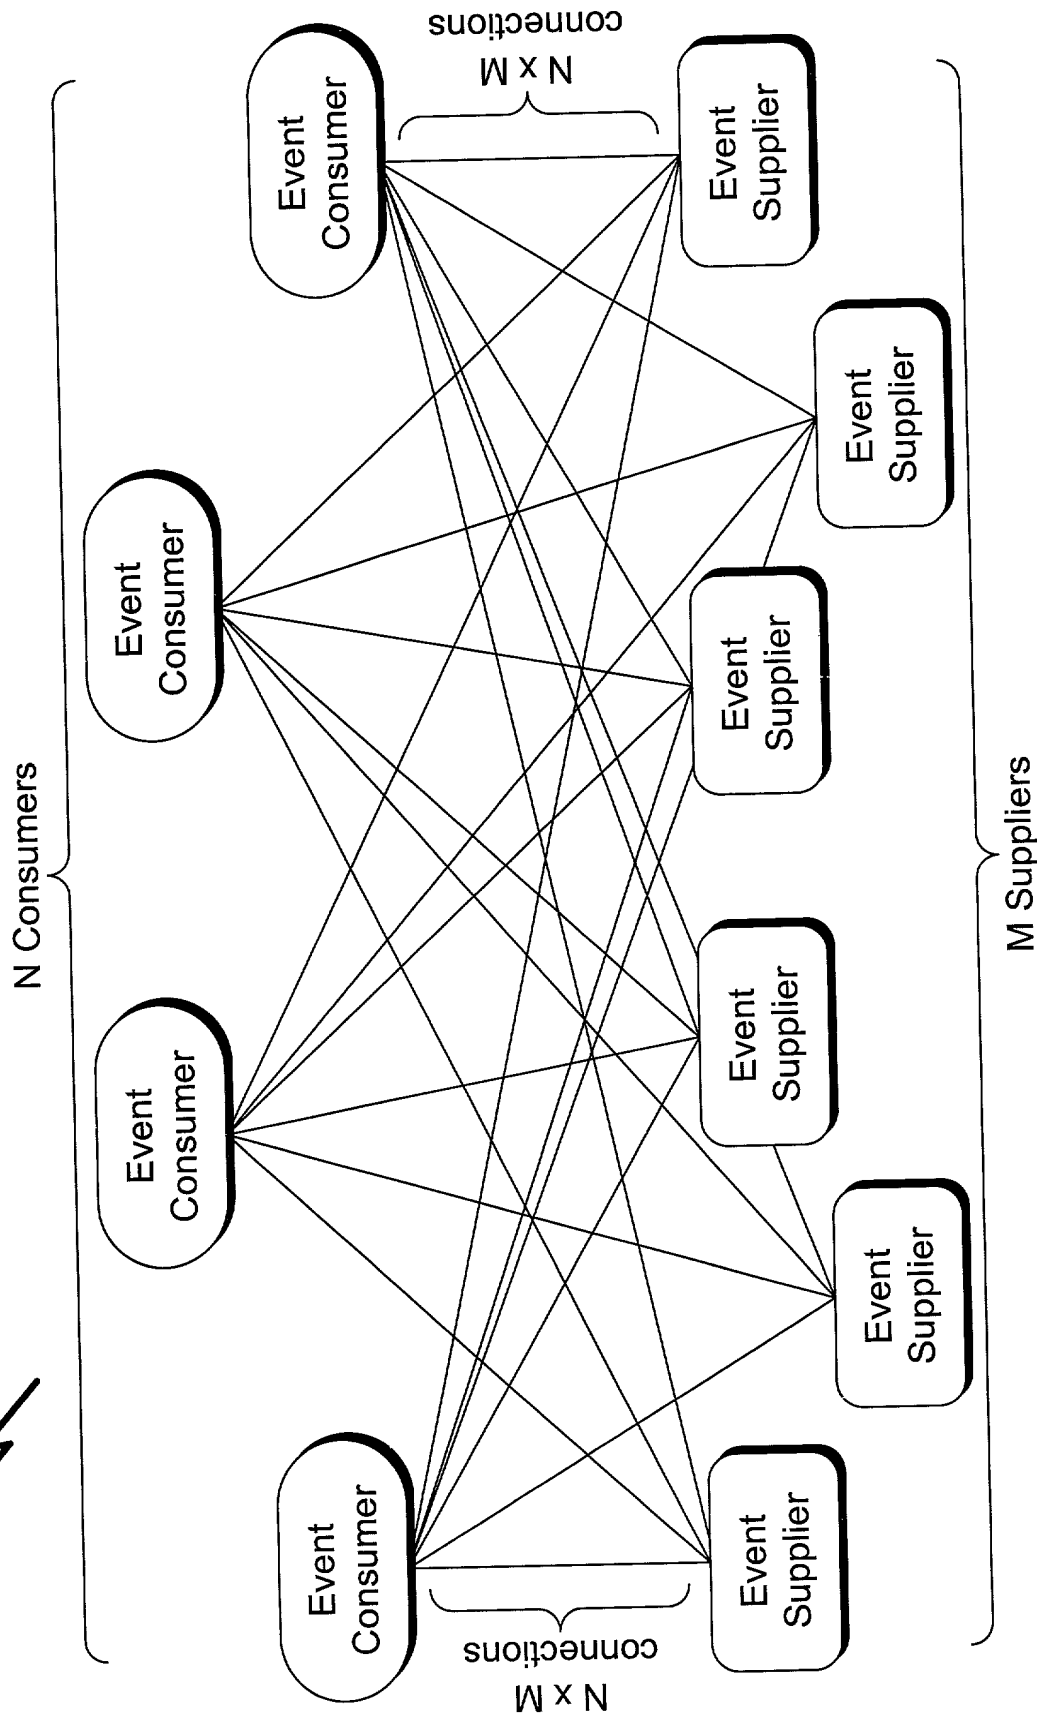 N Consumers
Event
Consumer
Event
Consumer
Event
Consumer
Event
Consumer
N x M
connections
N x M
connections
Event
Supplier
Event
Supplier
Event
Supplier
Event
Supplier
Event
Supplier
Event
Supplier
M Suppliers